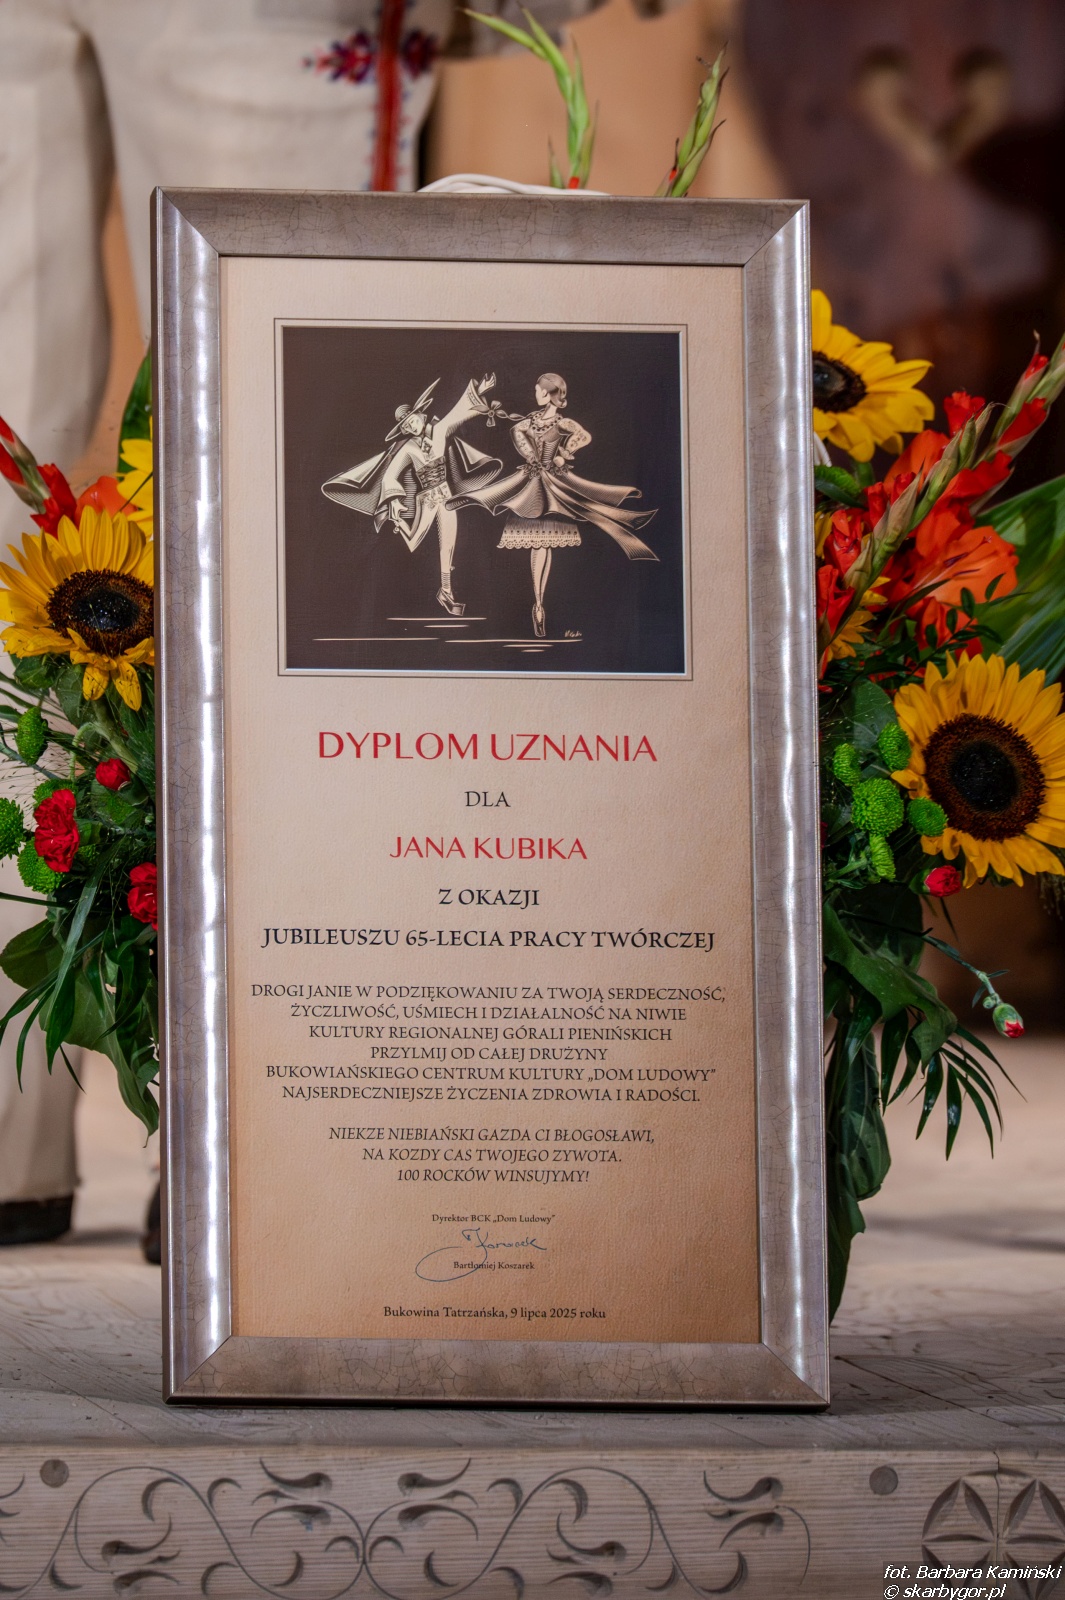 DYPLOM UZNANIA
DLA
JANA KUBIKA
Z OKAZJI
JUBILEUSZU 65-LECIA PRACY TWÓRCZEJ
DROGI JANIE W PODZIĘKOWANIU ZA TWOJĄ SERDECZNOŚĆ,
ŻYCZLIWOŚĆ, UŚMIECH I DZIAŁALNOŚĆ NA NIWIE
KULTURY REGIONALNEJ GÓRALI PIENIŃSKICH
PRZYLMIJ OD CAŁEJ DRUŻYNY
BUKOWIAŃSKIEGO CENTRUM KULTURY „DOM LUDOWY”
NAJSERDECZNIEJSZE ŻYCZENIA ZDROWIA I RADOŚCI.
NIEKZE NIEBIAŃSKI GAZDA CI BŁOGOSŁAWI,
NA KOZDY CAS TWOJEGO ZYWOTA.
100 ROCKÓW WINSUJYMY!
Dyrektor BCK „Dom Ludowy”
Bartłomiej Koszarek
Bukowina Tatrzańska, 9 lipca 2025 roku
fot. Barbara Kamiński
© skarbygor.pl